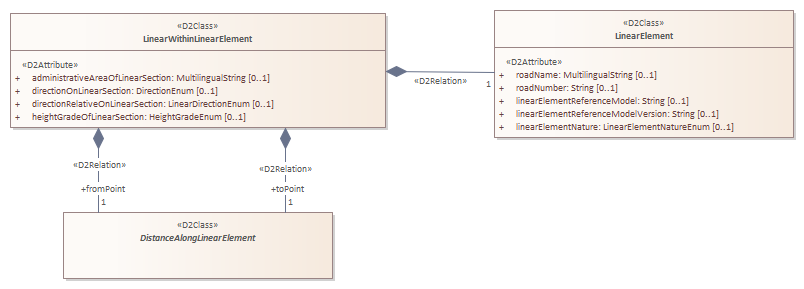 «D2Class»
LinearWithinLinearElement
«D2Attribute»
+ administrativeAreaOfLinearSection: MultilingualString [0..1]
+ directionOnLinearSection: DirectionEnum [0..1]
+ directionRelativeOnLinearSection: LinearDirectionEnum [0..1]
+ heightGradeOfLinearSection: HeightGradeEnum [0..1]
«D2Class»
LinearElement
«D2Attribute»
+ roadName: MultilingualString [0..1]
+ roadNumber: String [0..1]
+ linearElementReferenceModel: String [0..1]
+ linearElementReferenceModelVersion: String [0..1]
+ linearElementNature: LinearElementNatureEnum [0..1]
«D2Relation»
1
«D2Relation»
+fromPoint
1
«D2Relation»
+toPoint
1
«D2Class»
DistanceAlongLinearElement